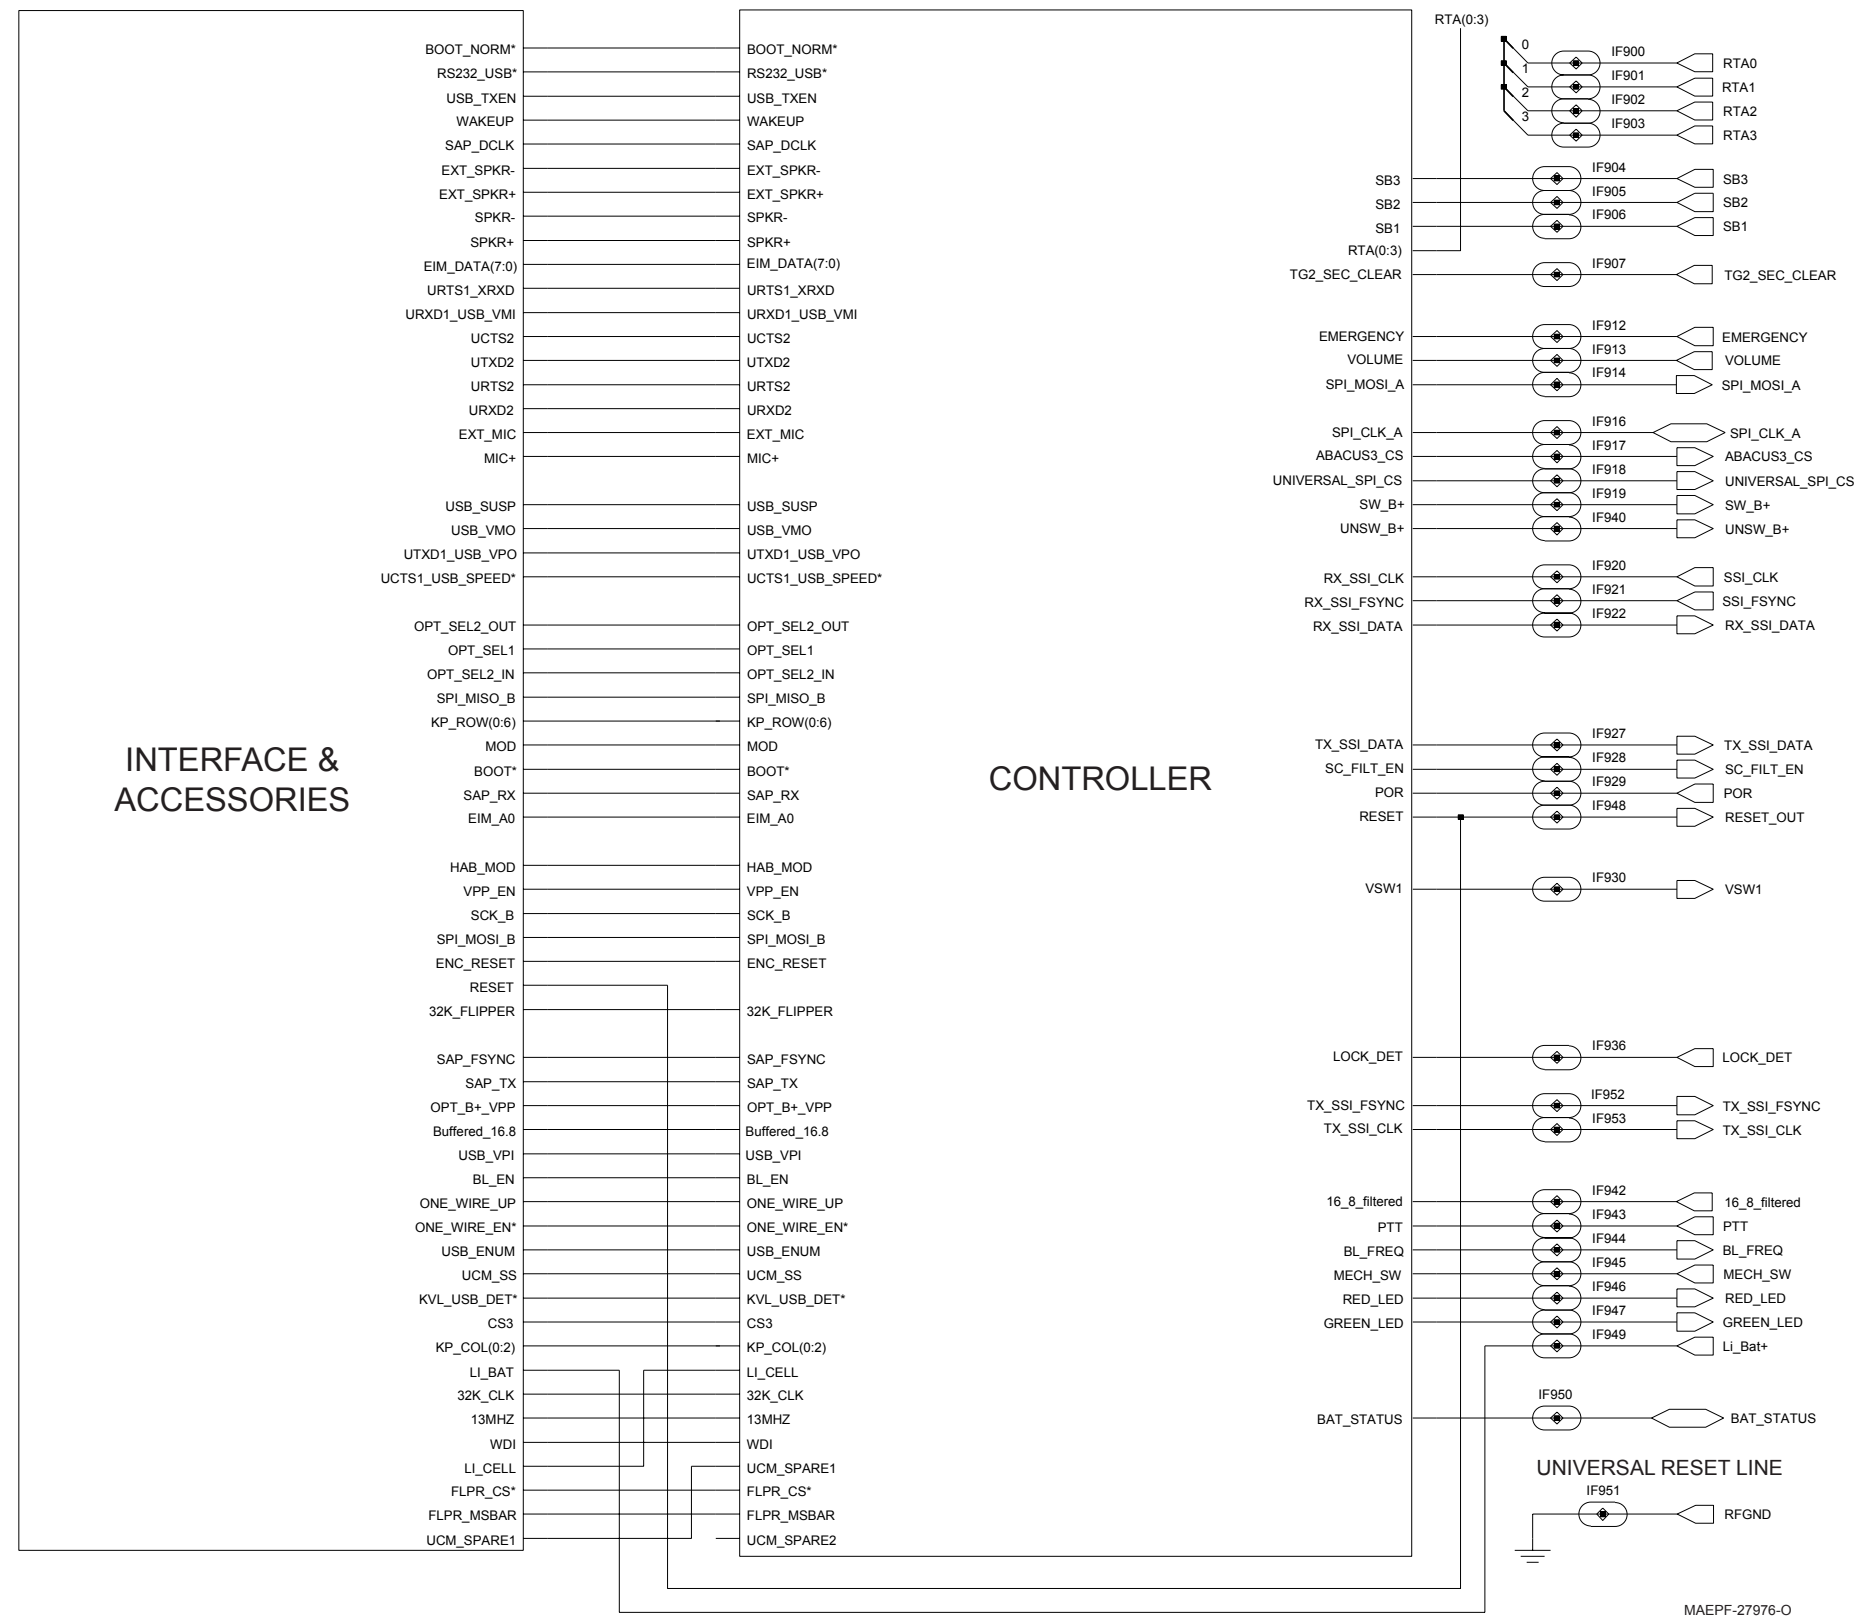 INTERFACE &
ACCESSORIES
BOOT_NORM*
RS232_USB*
USB_TXEN
WAKEUP
SAP_DCLK
EXT_SPKR-
EXT_SPKR+
SPKR-
SPKR+
EIM_DATA(7:0)
URTS1_XRXD
URXD1_USB_VMI
UCTS2
UTXD2
URTS2
URXD2
EXT_MIC
MIC+
USB_SUSP
USB_VMO
UTXD1_USB_VPO
UCTS1_USB_SPEED*
OPT_SEL2_OUT
OPT_SEL1
OPT_SEL2_IN
SPI_MISO_B
KP_ROW(0:6)
MOD
BOOT*
SAP_RX
EIM_A0
HAB_MOD
VPP_EN
SCK_B
SPI_MOSI_B
ENC_RESET
RESET
32K_FLIPPER
SAP_FSYNC
SAP_TX
OPT_B+_VPP
Buffered_16.8
USB_VPI
BL_EN
ONE_WIRE_UP
ONE_WIRE_EN*
USB_ENUM
UCM_SS
KVL_USB_DET*
CS3
KP_COL(0:2)
LI_BAT
32K_CLK
13MHZ
WDI
LI_CELL
FLPR_CS*
FLPR_MSBAR
UCM_SPARE1
BOOT_NORM*
RS232_USB*
USB_TXEN
WAKEUP
SAP_DCLK
EXT_SPKR-
EXT_SPKR+
SPKR-
SPKR+
EIM_DATA(7:0)
URTS1_XRXD
URXD1_USB_VMI
UCTS2
UTXD2
URTS2
URXD2
EXT_MIC
MIC+
USB_SUSP
USB_VMO
UTXD1_USB_VPO
UCTS1_USB_SPEED*
OPT_SEL2_OUT
OPT_SEL1
OPT_SEL2_IN
SPI_MISO_B
KP_ROW(0:6)
MOD
BOOT*
SAP_RX
EIM_A0
HAB_MOD
VPP_EN
SCK_B
SPI_MOSI_B
ENC_RESET
32K_FLIPPER
SAP_FSYNC
SAP_TX
OPT_B+_VPP
Buffered_16.8
USB_VPI
BL_EN
ONE_WIRE_UP
ONE_WIRE_EN*
USB_ENUM
UCM_SS
KVL_USB_DET*
CS3
KP_COL(0:2)
LI_CELL
32K_CLK
13MHZ
WDI
UCM_SPARE1
FLPR_CS*
FLPR_MSBAR
UCM_SPARE2
CONTROLLER
SB3
SB2
SB1
RTA(0:3)
TG2_SEC_CLEAR
EMERGENCY
VOLUME
SPI_MOSI_A
SPI_CLK_A
ABACUS3_CS
UNIVERSAL_SPI_CS
SW_B+
UNSW_B+
RX_SSI_CLK
RX_SSI_FSYNC
RX_SSI_DATA
TX_SSI_DATA
SC_FILT_EN
POR
RESET
VSW1
LOCK_DET
TX_SSI_FSYNC
TX_SSI_CLK
16_8_filtered
PTT
BL_FREQ
MECH_SW
RED_LED
GREEN_LED
BAT_STATUS
RTA(0:3)
0 IF900 RTA0
1 IF901 RTA1
2 IF902 RTA2
3 IF903 RTA3
IF904 SB3
IF905 SB2
IF906 SB1
IF907 TG2_SEC_CLEAR
IF912 EMERGENCY
IF913 VOLUME
IF914 SPI_MOSI_A
IF916 SPI_CLK_A
IF917 ABACUS3_CS
IF918 UNIVERSAL_SPI_CS
IF919 SW_B+
IF940 UNSW_B+
IF920 SSI_CLK
IF921 SSI_FSYNC
IF922 RX_SSI_DATA
IF927 TX_SSI_DATA
IF928 SC_FILT_EN
IF929 POR
IF948 RESET_OUT
IF930 VSW1
IF936 LOCK_DET
IF952 TX_SSI_FSYNC
IF953 TX_SSI_CLK
IF942 16_8_filtered
IF943 PTT
IF944 BL_FREQ
IF945 MECH_SW
IF946 RED_LED
IF947 GREEN_LED
IF949 Li_Bat+
IF950 BAT_STATUS
UNIVERSAL RESET LINE
IF951 RFGND
MAEPF-27976-O